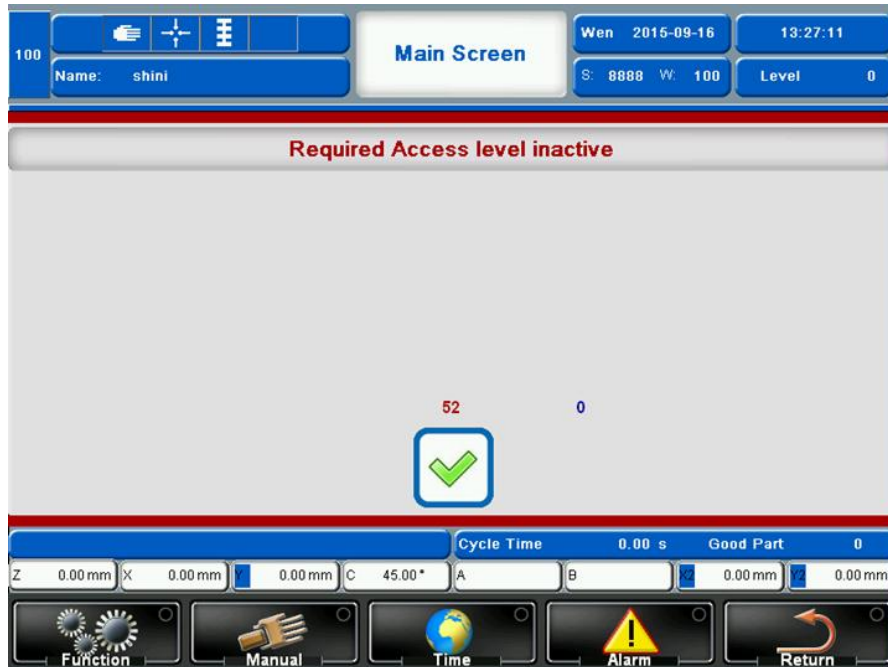 100
Name: shini
Main Screen
Wen 2015-09-16
13:27:11
S: 8888 W: 100
Level 0
Required Access level inactive
52 0
Cycle Time 0.00 s Good Part 0
Z 0.00 mm X 0.00 mm Y 0.00 mm C 45.00 ° A B X2 0.00 mm Y2 0.00 mm
Function Manual Time Alarm Return